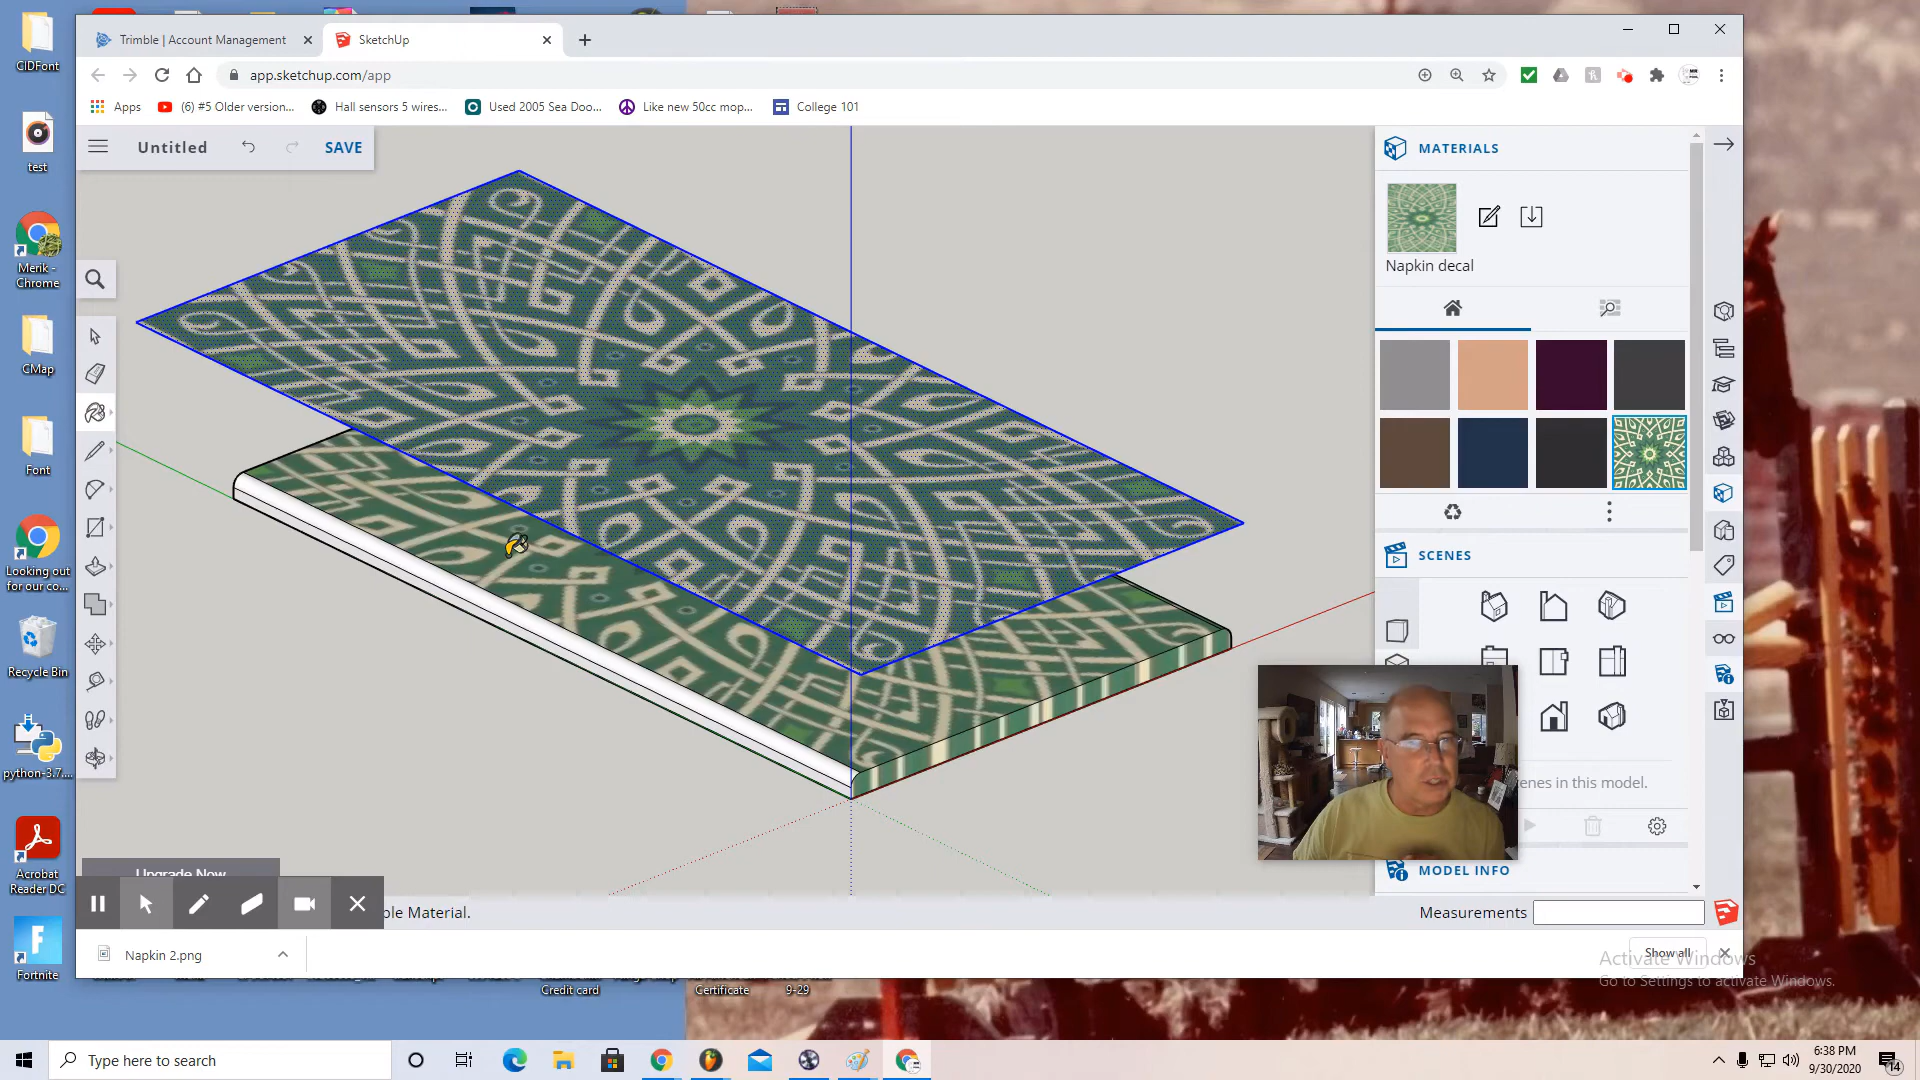 CIDFont
test
Merik -
Chrome
CMap
Font
Looking out
for our co...
Recycle Bin
python-3.7....
Acrobat
Reader DC
Fortnite
Trimble | Account Management
SketchUp
app.sketchup.com/app
Apps
(6) #5 Older version...
Hall sensors 5 wires...
Used 2005 Sea Doo...
Like new 50cc mop...
College 101
Untitled
SAVE
MATERIALS
Napkin decal
SCENES
enes in this model.
MODEL INFO
Upgrade Now
ble Material.
Measurements
Napkin 2.png
Show all
Activate Windows
Go to Settings to activate Windows.
Credit card
Certificate
9-29
Type here to search
6:38 PM
9/30/2020
14